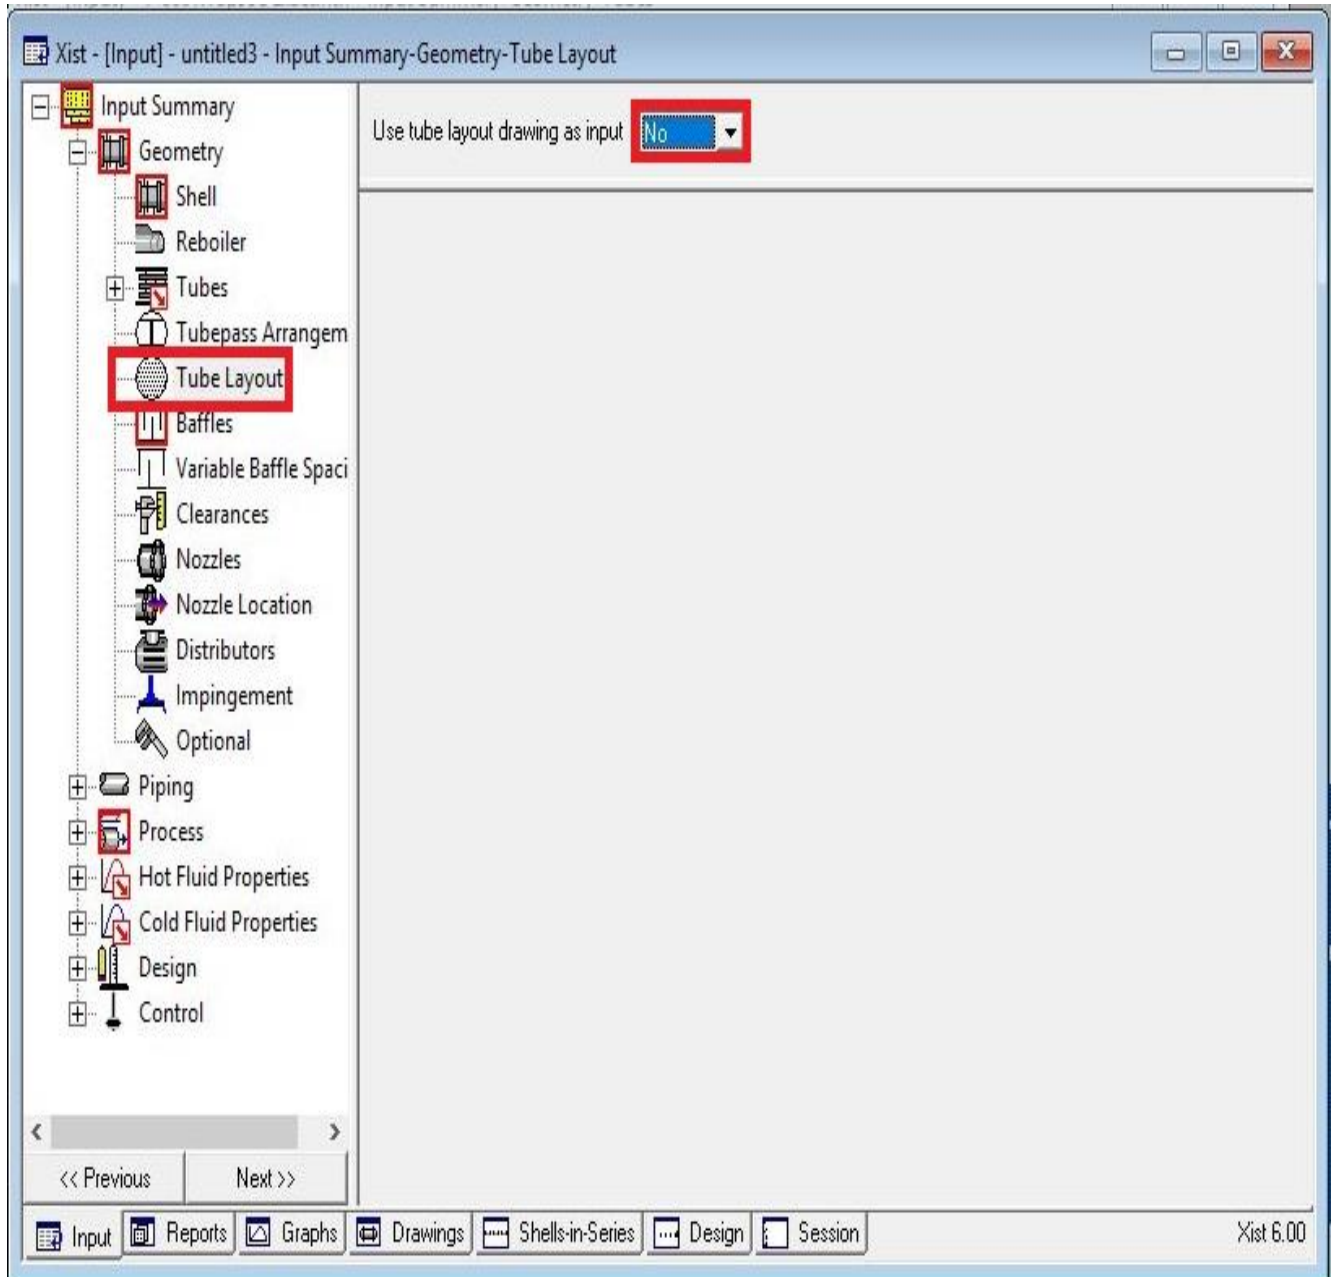 Xist - [Input] - untitled3 - Input Summary-Geometry-Tube Layout
Input Summary
Geometry
Shell
Reboiler
Tubes
Tubepass Arrangem
Tube Layout
Baffles
Variable Baffle Spaci
Clearances
Nozzles
Nozzle Location
Distributors
Impingement
Optional
Piping
Process
Hot Fluid Properties
Cold Fluid Properties
Design
Control
<< Previous Next >>
Use tube layout drawing as input No
Input Reports Graphs Drawings Shells-in-Series Design Session Xist 6.00